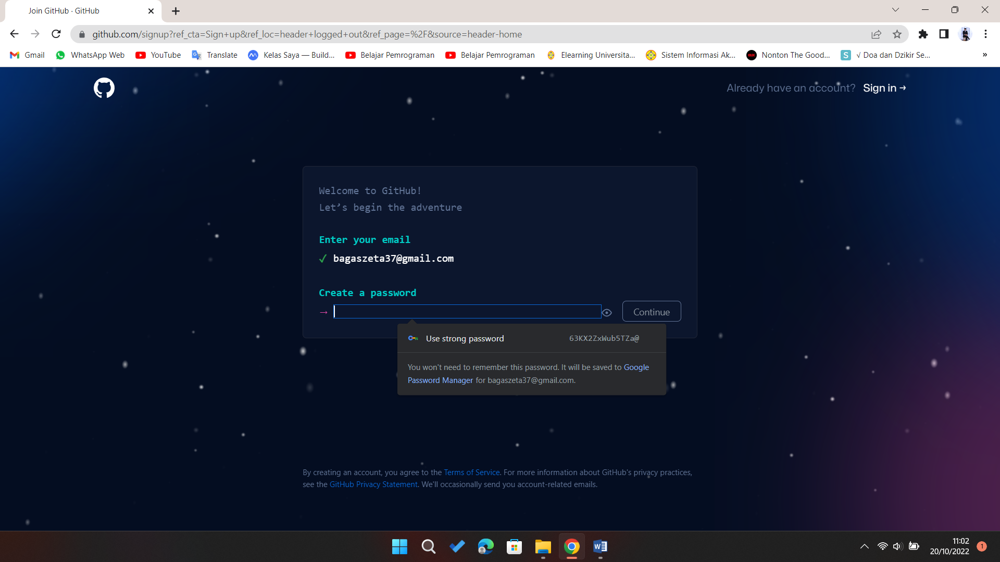 Join GitHub · GitHub
github.com/signup?ref_cta=Sign+up&ref_loc=header+logged+out&ref_page=%2F&source=header-home
Gmail WhatsApp Web YouTube Translate Kelas Saya — Build... Belajar Pemrograman Belajar Pemrograman Elearning Universita... Sistem Informasi Ak... Nonton The Good... S √ Doa dan Dzikir Se... »
Already have an account? Sign in →
Welcome to GitHub!
Let’s begin the adventure
Enter your email
✓ bagaszeta37@gmail.com
Create a password
→ Continue
Use strong password 63KX2ZxWub5TZa@
You won't need to remember this password. It will be saved to Google
Password Manager for bagaszeta37@gmail.com.
By creating an account, you agree to the Terms of Service. For more information about GitHub's privacy practices,
see the GitHub Privacy Statement. We'll occasionally send you account-related emails.
W
11:02
20/10/2022 1